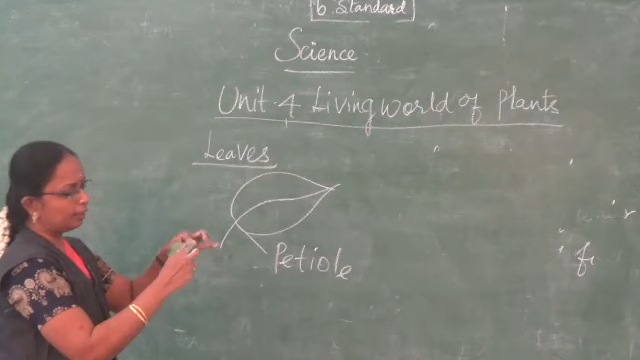 6. Standard
Science
Unit-4 Living world of Plants
Leaves
Petiole